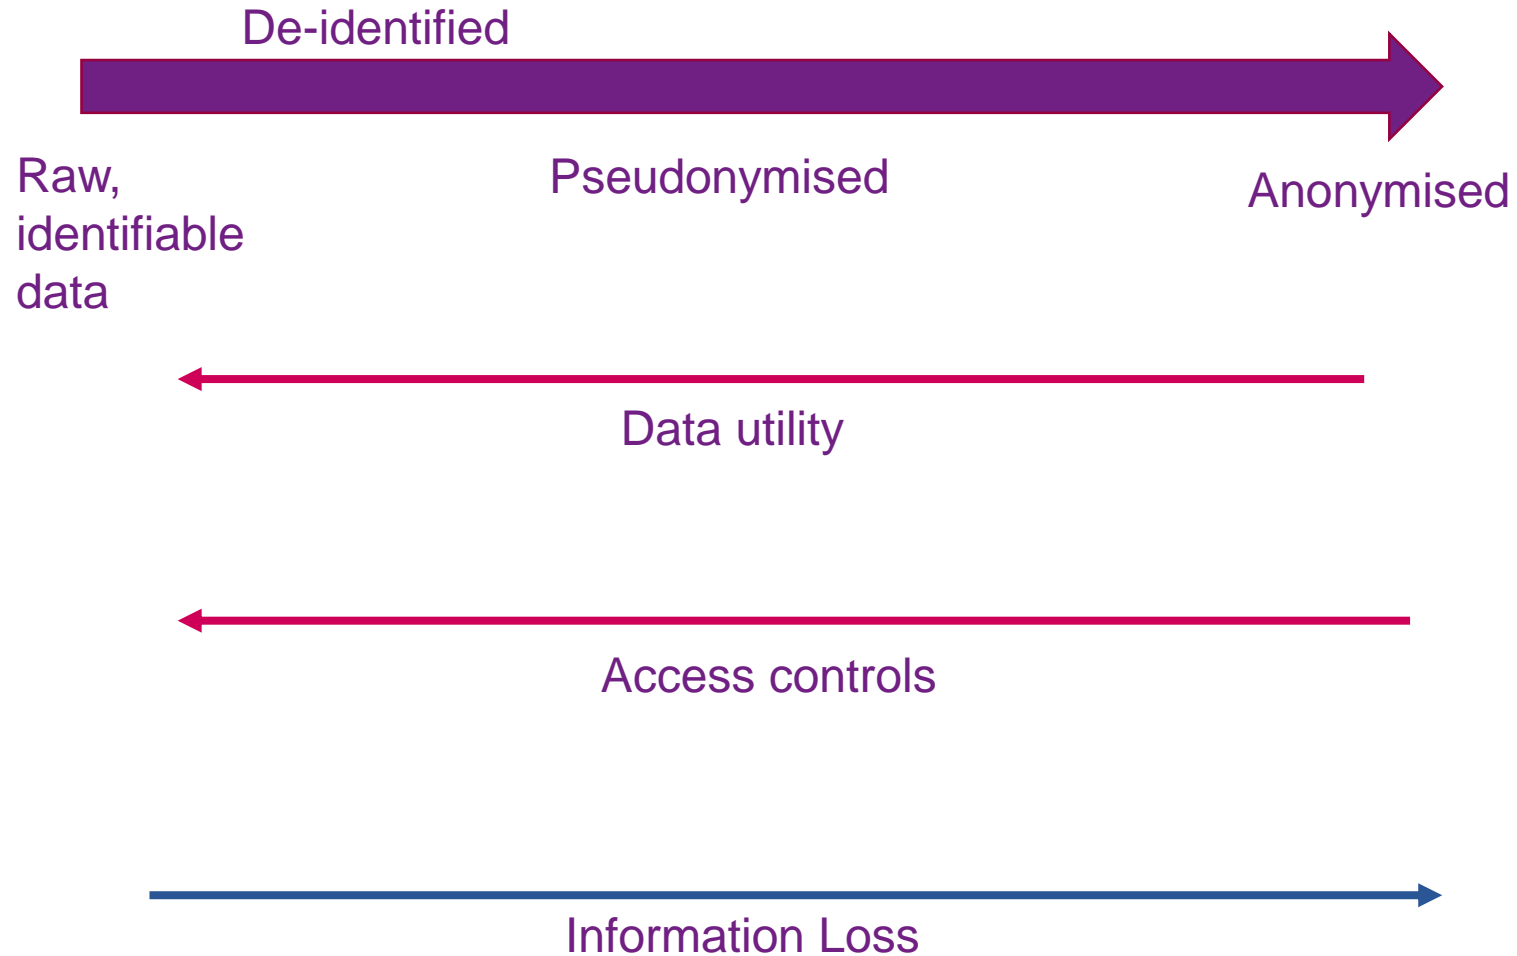 De-identified
Raw,
identifiable
data
Pseudonymised
Anonymised
Data utility
Access controls
Information Loss